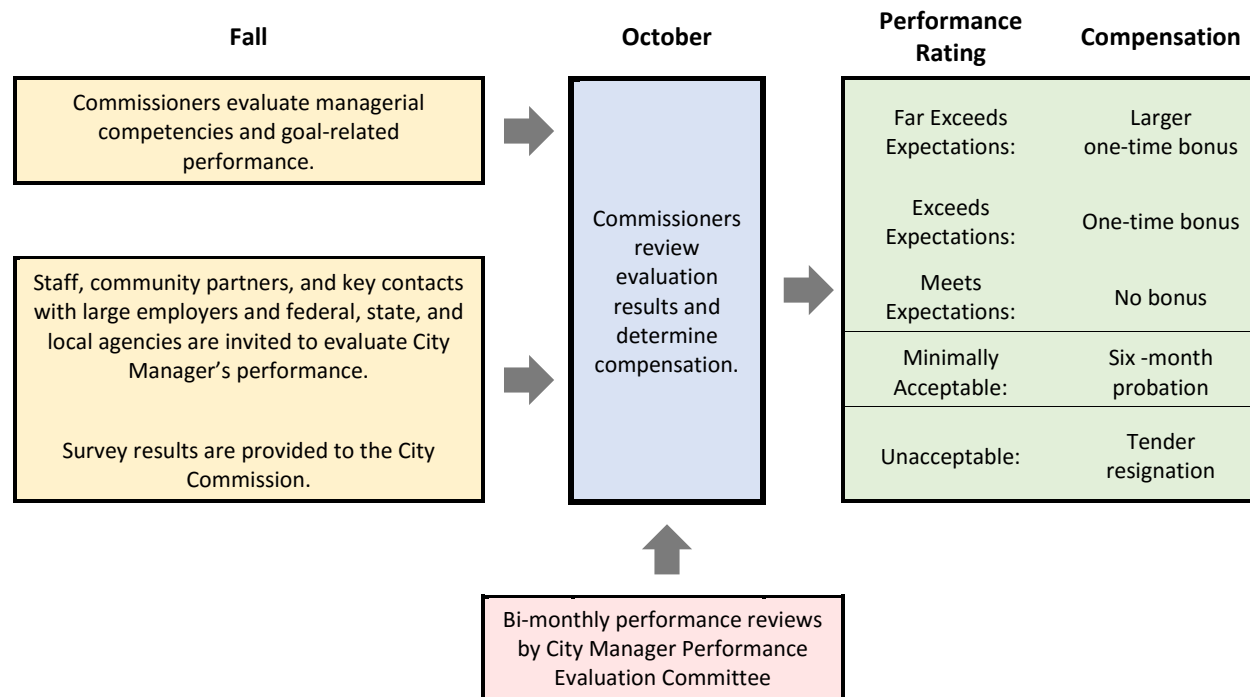 Fall
October
Performance
Rating
Compensation
Commissioners evaluate managerial
competencies and goal-related
performance.
Staff, community partners, and key contacts
with large employers and federal, state, and
local agencies are invited to evaluate City
Manager’s performance.
Survey results are provided to the City
Commission.
Commissioners
review
evaluation
results and
determine
compensation.
Far Exceeds
Expectations:
Larger
one-time bonus
Exceeds
Expectations:
One-time bonus
Meets
Expectations:
No bonus
Minimally
Acceptable:
Six -month
probation
Unacceptable:
Tender
resignation
Bi-monthly performance reviews
by City Manager Performance
Evaluation Committee